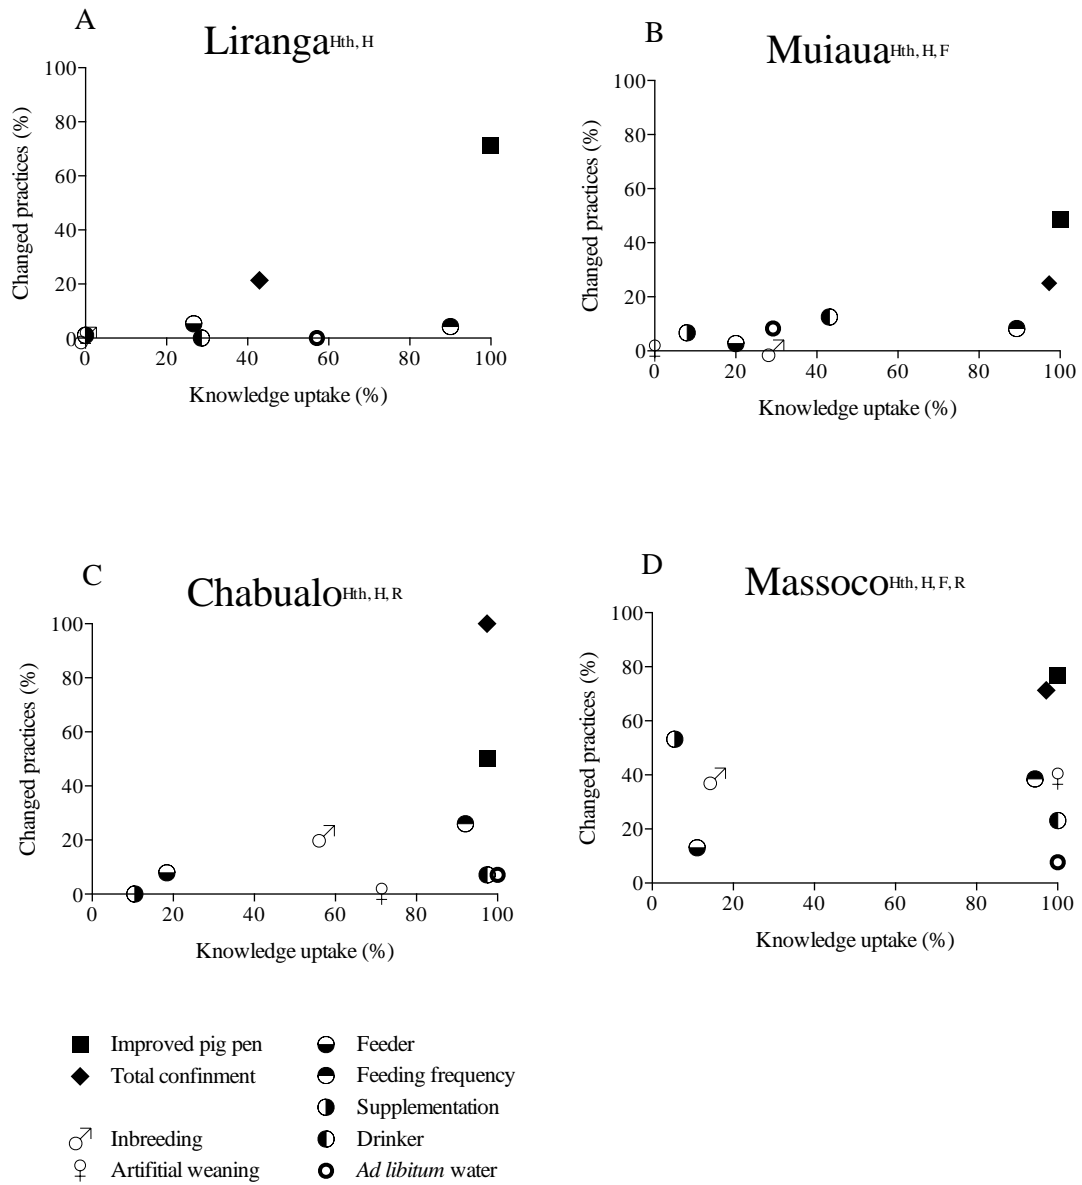 A
Liranga Hth, H
100
80
60
40
20
0
0 20 40 60 80 100
Changed practices (%)
Knowledge uptake (%)
B
Muiaua Hth, H, F
100
80
60
40
20
0
0 20 40 60 80 100
Changed practices (%)
Knowledge uptake (%)
C
Chabualo Hth, H, R
100
80
60
40
20
0
0 20 40 60 80 100
Changed practices (%)
Knowledge uptake (%)
D
Massoco Hth, H, F, R
100
80
60
40
20
0
0 20 40 60 80 100
Changed practices (%)
Knowledge uptake (%)
Improved pig pen
Total confinment
Inbreeding
Artifitial weaning
Feeder
Feeding frequency
Supplementation
Drinker
Ad libitum water